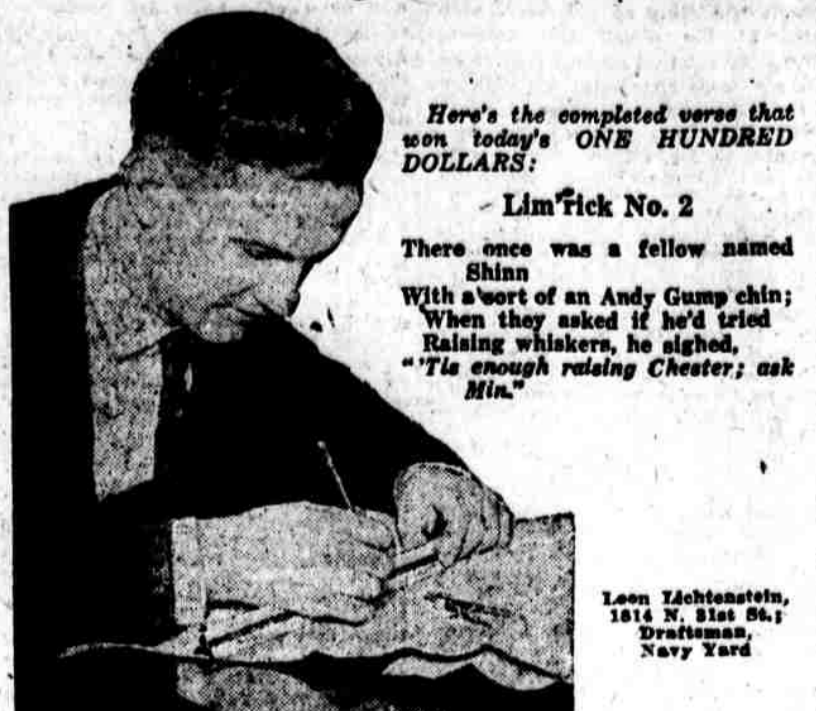 Here's the completed verse that
won today's ONE HUNDRED
DOLLARS:
Lim'rick No. 2
There once was a fellow named
Shinn
With a sort of an Andy Gump chin;
When they asked if he'd tried
Raising whiskers, he sighed,
"'Tis enough raising Chester; ask
Min."
Leon Lichtenstein,
1814 N. 31st St.;
Draftsman,
Navy Yard